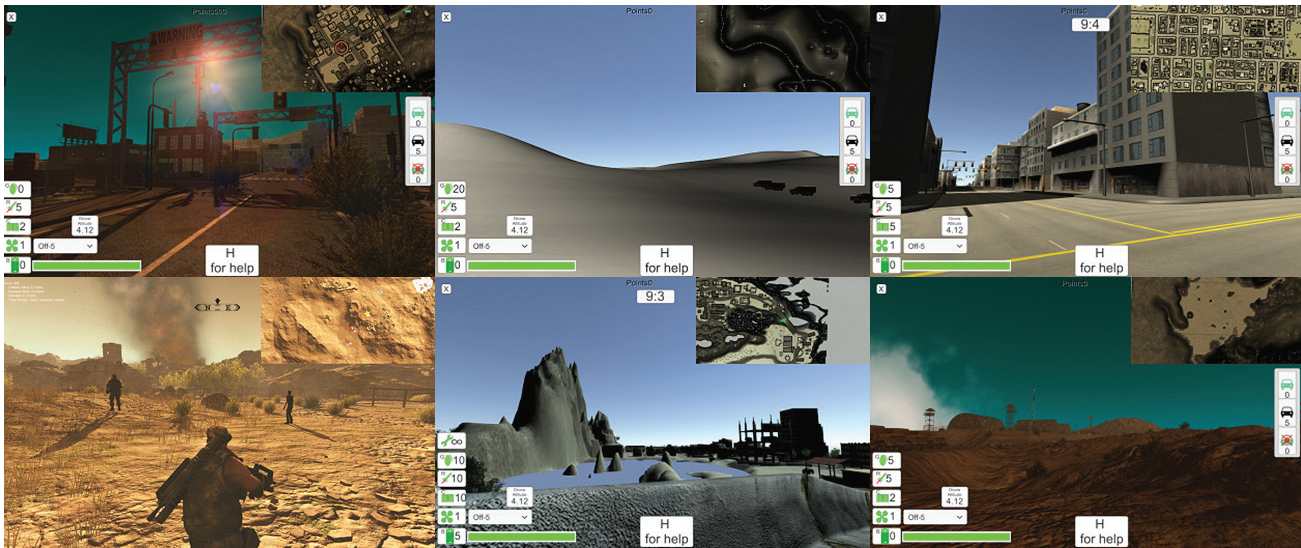 X
Points500
WARNING
0
5
0
G 0
R 5
C 2
1
Off-5
Drone
Altitude
4.12
B 0
H
for help
X
Points0
0
5
0
G 20
R 5
C 2
1
Off-5
Drone
Altitude
4.12
B 0
H
for help
X
Points0
9:4
0
5
0
G 5
R 5
C 5
1
Off-5
Drone
Altitude
4.12
B 0
H
for help
N E
X
Points0
9:3
∞
G 10
R 10
10
1
Off-5
Drone
Altitude
4.12
B 5
H
for help
X
Points0
0
5
0
G 5
R 5
C 2
1
Off-5
Drone
Altitude
4.12
B 0
H
for help